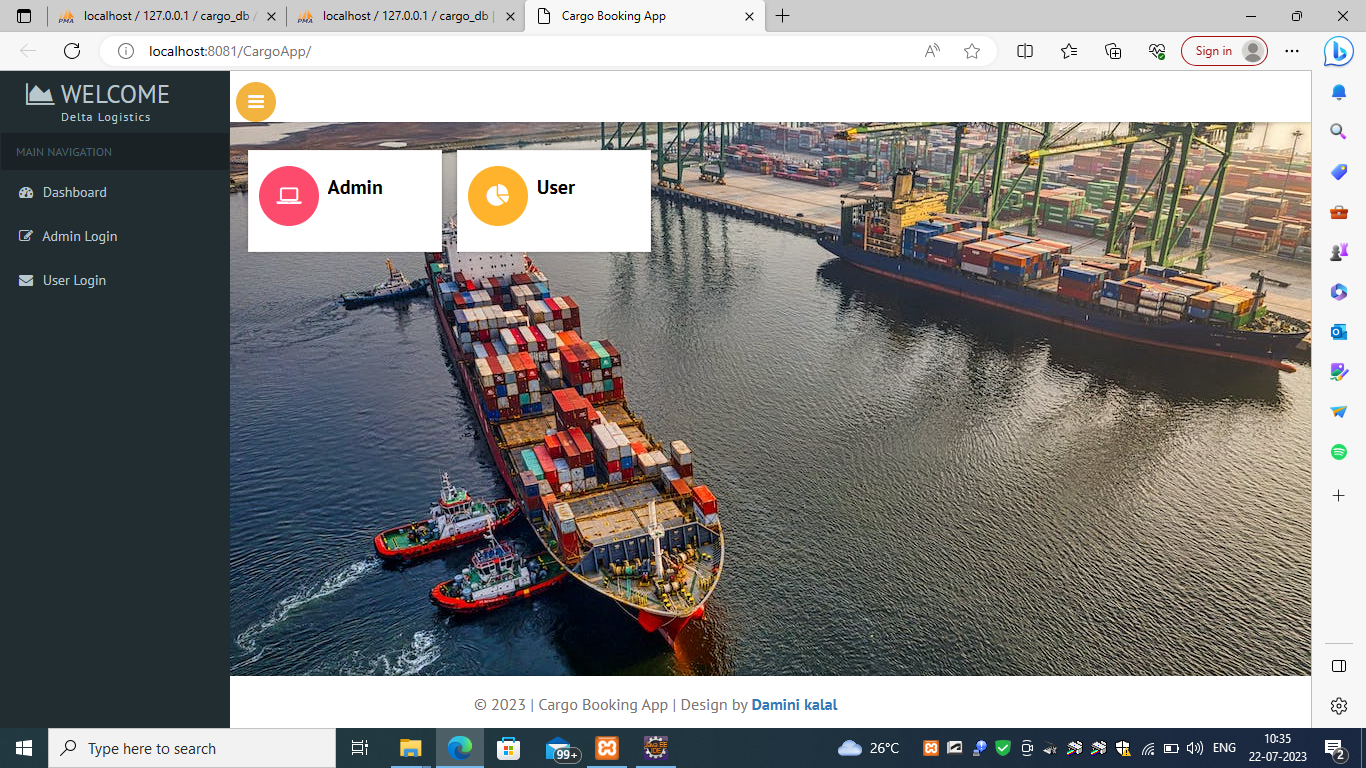 localhost / 127.0.0.1 / cargo_db /
localhost / 127.0.0.1 / cargo_db |
Cargo Booking App
localhost:8081/CargoApp/
Sign in
WELCOME
Delta Logistics
MAIN NAVIGATION
Dashboard
Admin Login
User Login
Admin
User
© 2023 | Cargo Booking App | Design by Damini kalal
Type here to search
99+
26°C
ENG
10:35
22-07-2023
2